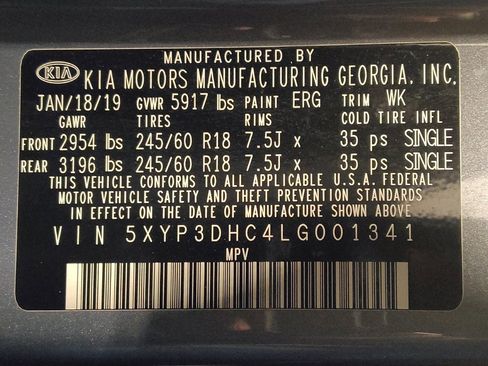 MANUFACTURED BY
KIA KIA MOTORS MANUFACTURING GEORGIA, INC.
JAN/18/19 GVWR 5917 lbs PAINT ERG TRIM WK
GAWR TIRES RIMS COLD TIRE INFL
FRONT 2954 lbs 245/60 R18 7.5J x 35 ps SINGLE
REAR 3196 lbs 245/60 R18 7.5J x 35 ps SINGLE
THIS VEHICLE CONFORMS TO ALL APPLICABLE U.S.A. FEDERAL
MOTOR VEHICLE SAFETY AND THEFT PREVENTION STANDARDS
IN EFFECT ON THE DATE OF MANUFACTURE SHOWN ABOVE
VIN 5XYP3DHC4LG001341
MPV